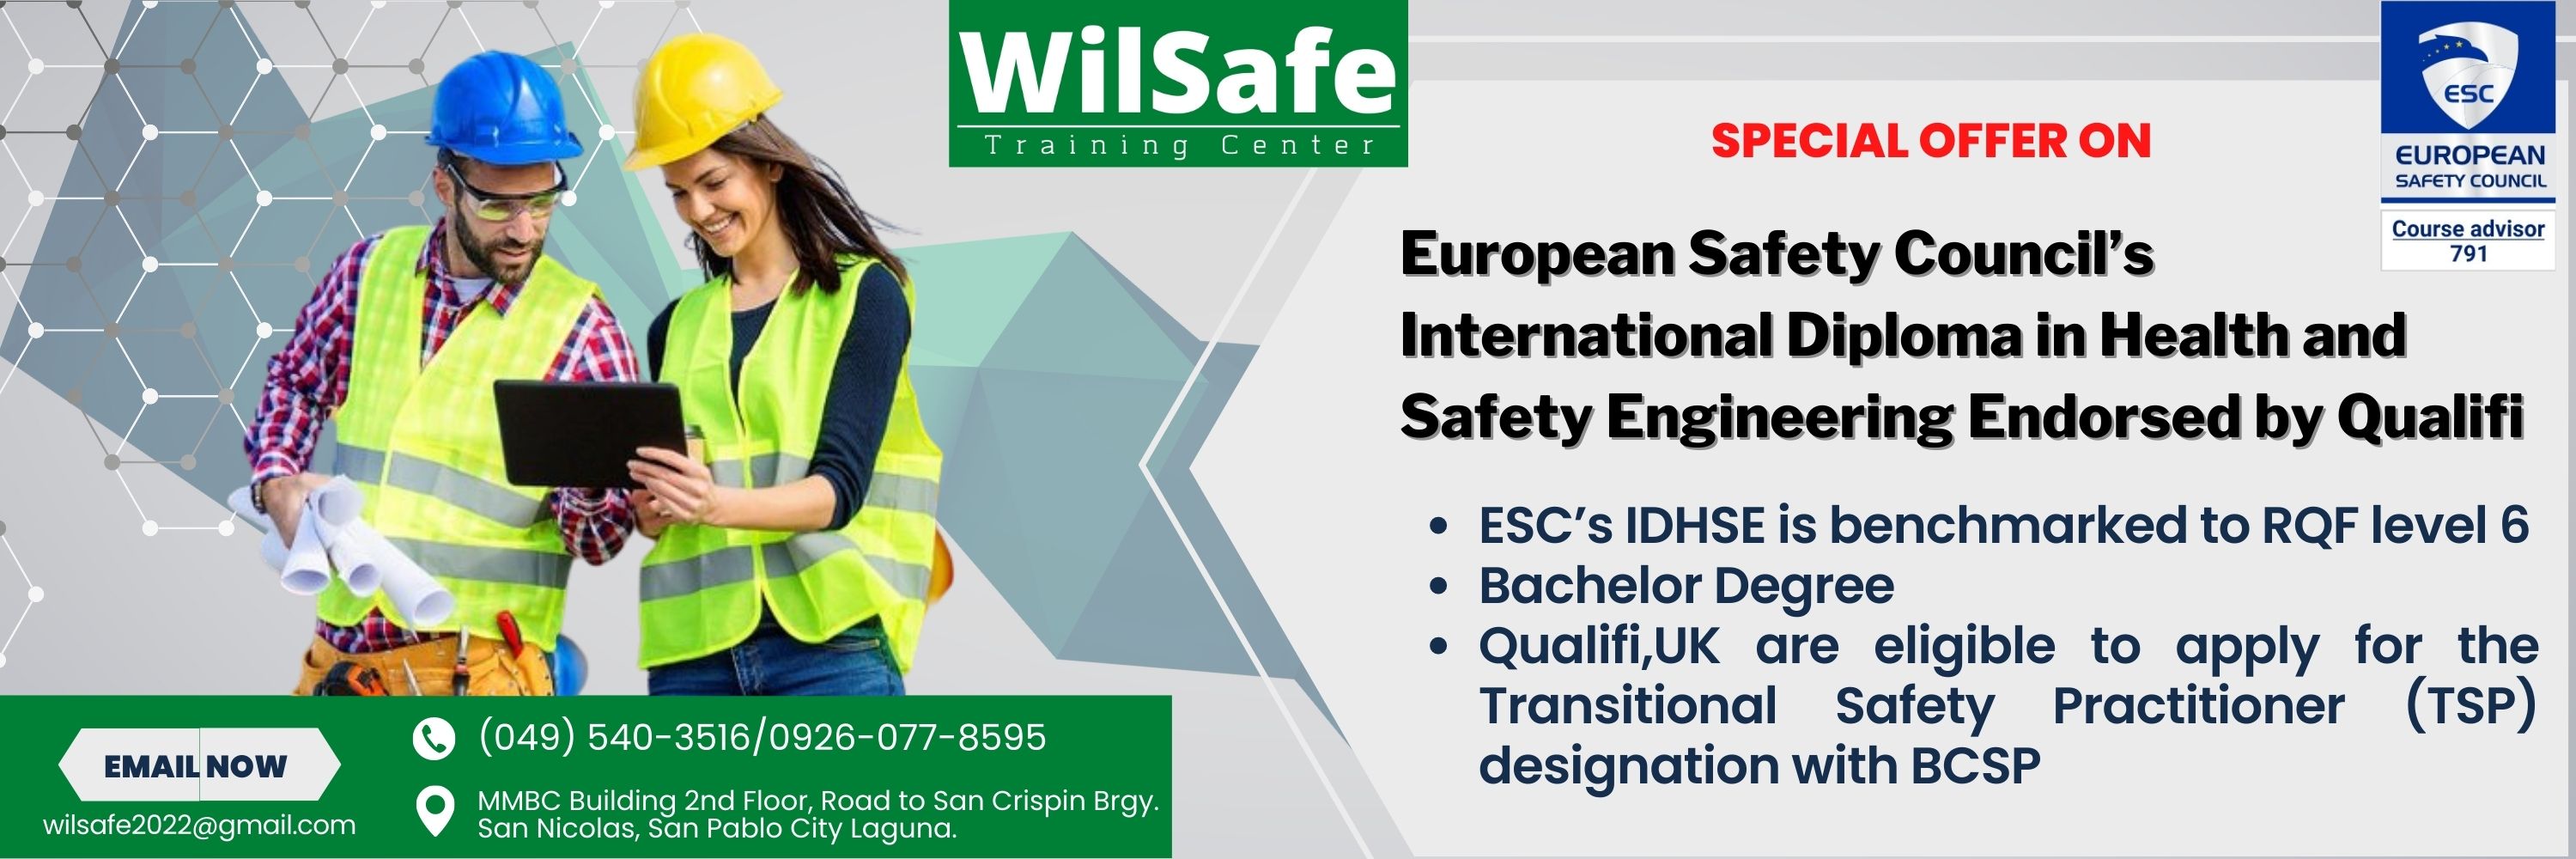 WilSafe
Training Center
ESC
EUROPEAN
SAFETY COUNCIL
Course advisor
791
SPECIAL OFFER ON
European Safety Council’s
International Diploma in Health and
Safety Engineering Endorsed by Qualifi
• ESC’s IDHSE is benchmarked to RQF level 6
• Bachelor Degree
• Qualifi,UK are eligible to apply for the
Transitional Safety Practitioner (TSP)
designation with BCSP
EMAIL NOW
wilsafe2022@gmail.com
(049) 540-3516/0926-077-8595
MMBC Building 2nd Floor, Road to San Crispin Brgy.
San Nicolas, San Pablo City Laguna.